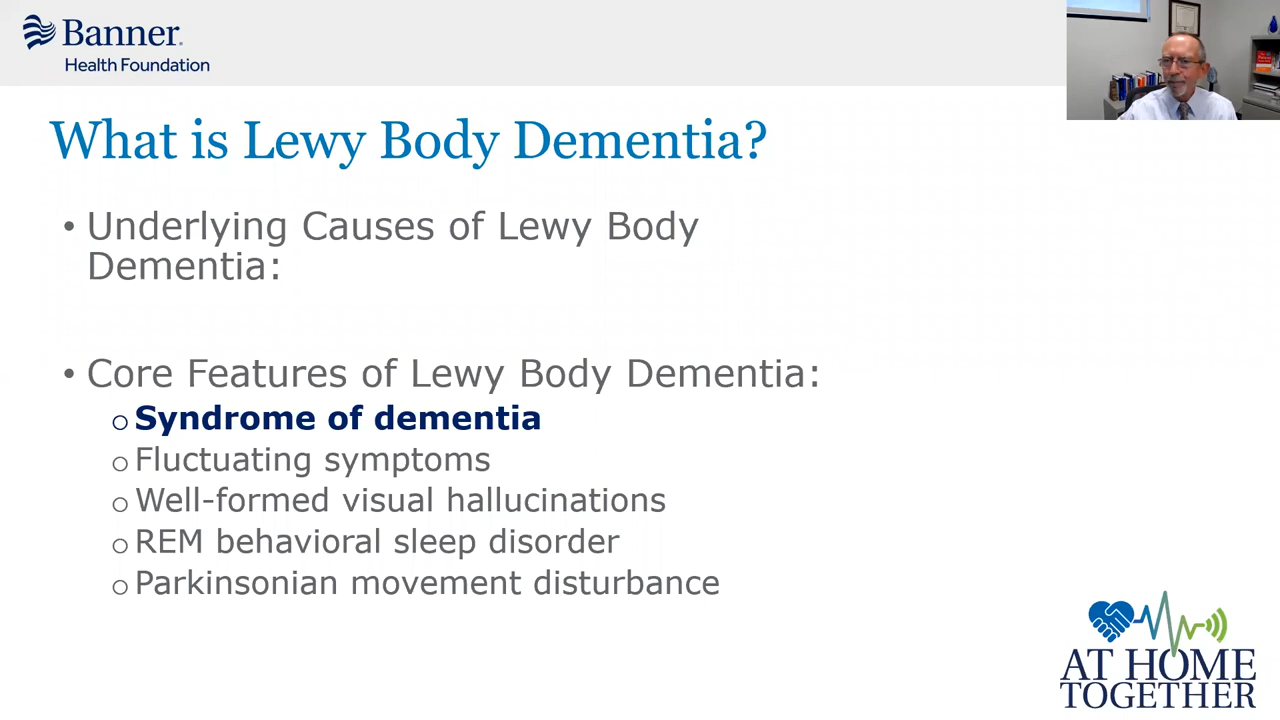 Banner
Health Foundation
What is Lewy Body Dementia?
• Underlying Causes of Lewy Body
Dementia:
• Core Features of Lewy Body Dementia:
o Syndrome of dementia
o Fluctuating symptoms
o Well-formed visual hallucinations
o REM behavioral sleep disorder
o Parkinsonian movement disturbance
AT HOME
TOGETHER